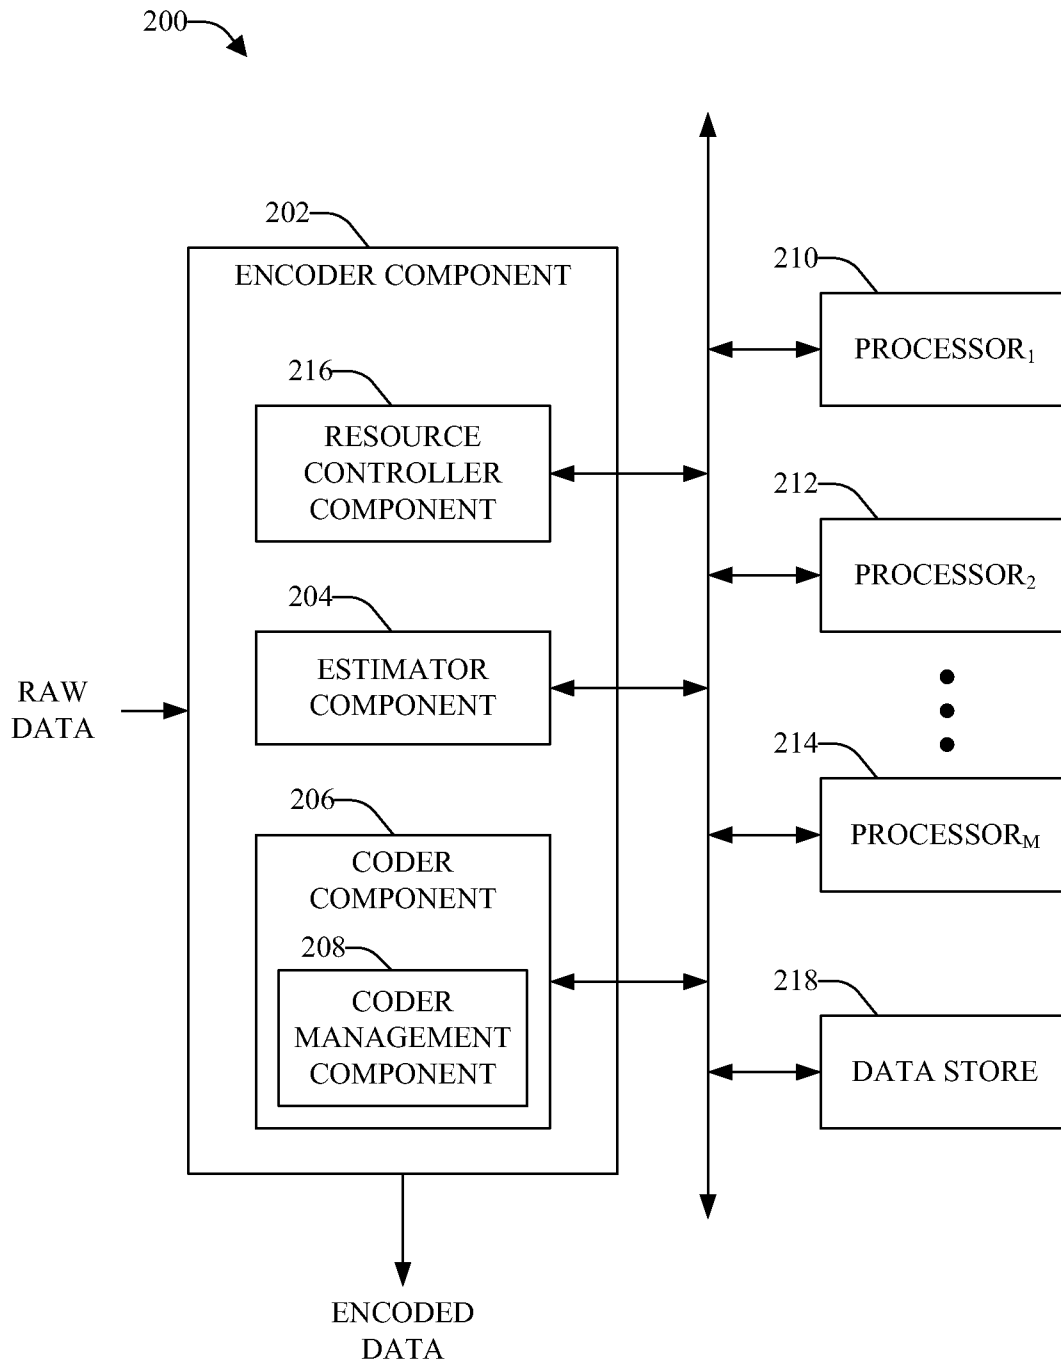 200
202
ENCODER COMPONENT
216
RESOURCE
CONTROLLER
COMPONENT
204
ESTIMATOR
COMPONENT
RAW
DATA
206
CODER
COMPONENT
208
CODER
MANAGEMENT
COMPONENT
ENCODED
DATA
210
PROCESSOR₁
212
PROCESSOR₂
214
PROCESSOR_M
218
DATA STORE